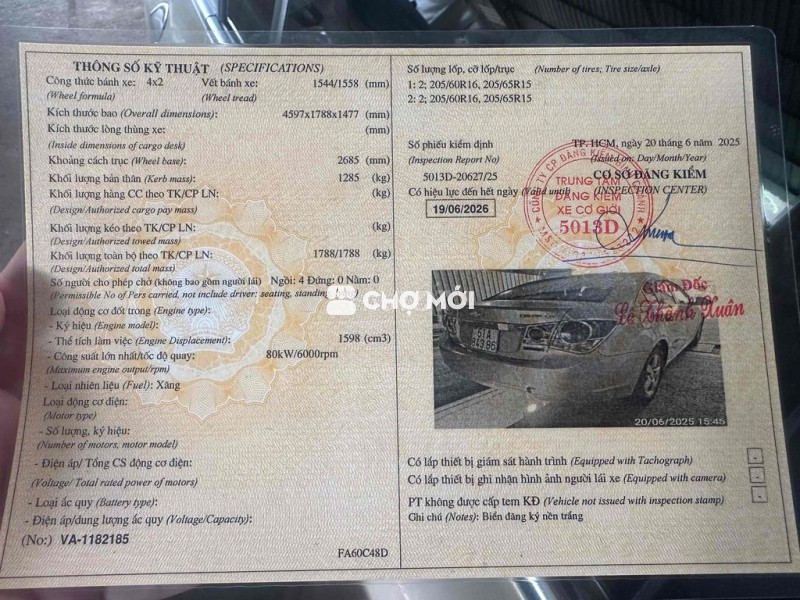 THÔNG SỐ KỸ THUẬT (SPECIFICATIONS)
Công thức bánh xe: 4x2 Vết bánh xe: 1544/1558 (mm)
(Wheel formula) (Wheel tread)
Kích thước bao (Overall dimensions): 4597x1788x1477 (mm)
Kích thước lòng thùng xe: (mm)
(Inside dimensions of cargo desk)
Khoảng cách trục (Wheel base): 2685 (mm)
Khối lượng bản thân (Kerb mass): 1285 (kg)
Khối lượng hàng CC theo TK/CP LN: (kg)
(Design/Authorized cargo pay mass)
Khối lượng kéo theo TK/CP LN: (kg)
(Design/Authorized towed mass)
Khối lượng toàn bộ theo TK/CP LN: 1788/1788 (kg)
(Design/Authorized total mass)
Số người cho phép chở (không bao gồm người lái) Ngồi: 4 Đứng: 0 Nằm: 0
(Permissible No of Pers carried, not include driver; seating, standing
Loại động cơ đốt trong (Engine type):
- Ký hiệu (Engine model):
- Thể tích làm việc (Engine Displacement): 1598 (cm3)
- Công suất lớn nhất/tốc độ quay: 80kW/6000rpm
(Maximum engine output/rpm)
- Loại nhiên liệu (Fuel): Xăng
Loại động cơ điện:
(Motor type)
- Số lượng, ký hiệu:
(Number of motors, motor model)
- Điện áp/ Tổng CS động cơ điện:
(Voltage/ Total rated power of motors)
- Loại ắc quy (Battery type):
- Điện áp/dung lượng ắc quy (Voltage/Capacity):
(No:) VA-1182185
FA60C48D
Số lượng lốp, cỡ lốp/trục (Number of tires; Tire size/axle)
1: 2; 205/60R16, 205/65R15
2: 2; 205/60R16, 205/65R15
Số phiếu kiểm định TP. HCM, ngày 20 tháng 6 năm 2025
(Inspection Report No) (Issued on: Day/Month/Year)
5013D-20627/25 CƠ SỞ ĐĂNG KIỂM
Có hiệu lực đến hết ngày (Valid until) (INSPECTION CENTER)
19/06/2026
TRUNG TÂM
ĐĂNG KIỂM
XE CƠ GIỚI
5013D
Giám Đốc
Lê Thanh Xuân
CHỢ TỐT
51A
849.86
20/06/2025 15:45
Có lắp thiết bị giám sát hành trình (Equipped with Tachograph) -
Có lắp thiết bị ghi nhận hình ảnh người lái xe (Equipped with camera) -
PT không được cấp tem KĐ (Vehicle not issued with inspection stamp) -
Ghi chú (Notes): Biển đăng ký nền trắng